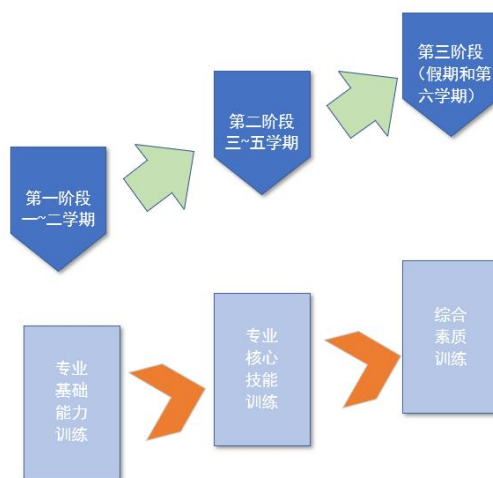 第一阶段
一~二学期
第二阶段
三~五学期
第三阶段
（假期和第
六学期）
专业
基础
能力
训练
专业
核心
技能
训练
综合
素质
训练